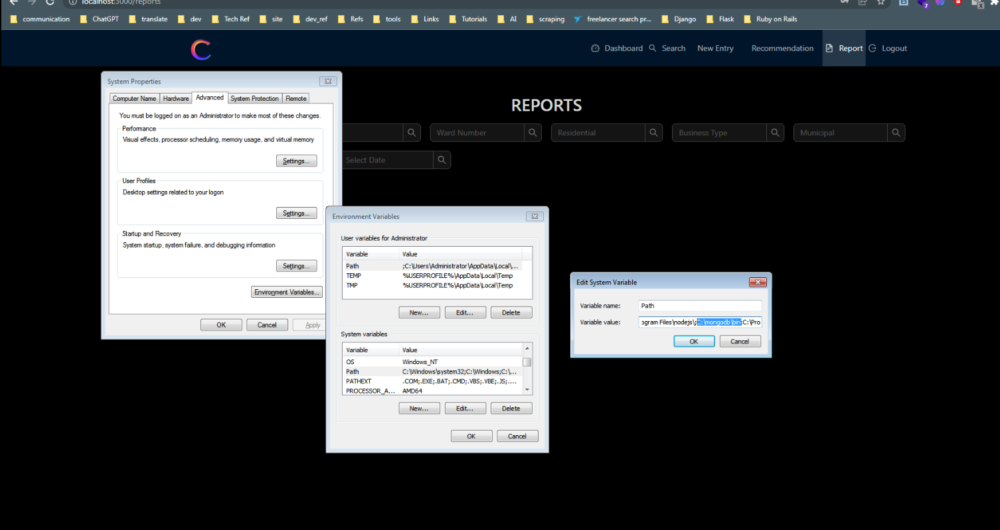 localhost:3000/reports
communication ChatGPT translate dev Tech Ref site dev_ref Refs tools Links Tutorials AI scraping freelancer search pr... Django Flask Ruby on Rails
Dashboard Search New Entry Recommendation Report Logout
REPORTS
Ward Number Residential Business Type Municipal
Select Date
System Properties
Computer Name Hardware Advanced System Protection Remote
You must be logged on as an Administrator to make most of these changes.
Performance
Visual effects, processor scheduling, memory usage, and virtual memory
Settings...
User Profiles
Desktop settings related to your logon
Settings...
Startup and Recovery
System startup, system failure, and debugging information
Settings...
Environment Variables...
OK Cancel Apply
Environment Variables
User variables for Administrator
Variable Value
Path ;C:\Users\Administrator\AppData\Local\...
TEMP %USERPROFILE%\AppData\Local\Temp
TMP %USERPROFILE%\AppData\Local\Temp
New... Edit... Delete
System variables
Variable Value
OS Windows_NT
Path C:\Windows\system32;C:\Windows;C:\...
PATHEXT .COM;.EXE;.BAT;.CMD;.VBS;.VBE;.JS;....
PROCESSOR_A... AMD64
New... Edit... Delete
OK Cancel
Edit System Variable
Variable name: Path
Variable value: ogram Files\nodejs\;C:\mongodb\bin;C:\Pro
OK Cancel